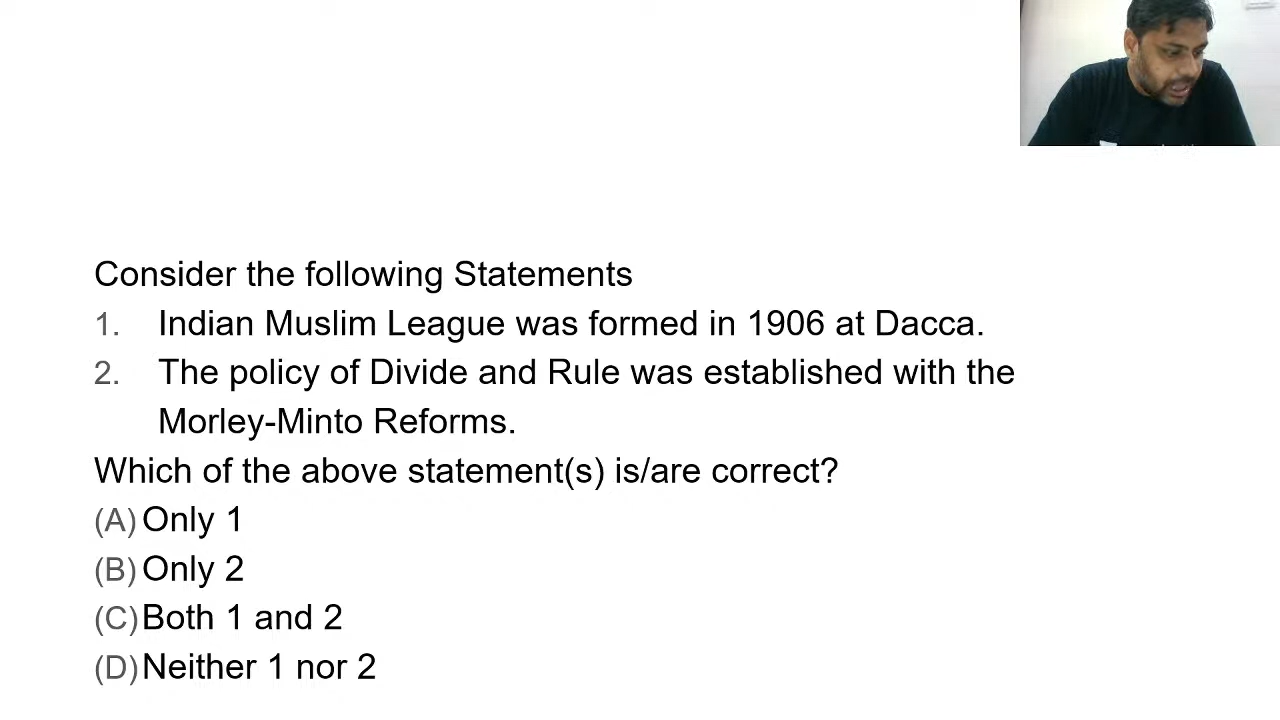 Consider the following Statements
1. Indian Muslim League was formed in 1906 at Dacca.
2. The policy of Divide and Rule was established with the
Morley-Minto Reforms.
Which of the above statement(s) is/are correct?
(A) Only 1
(B) Only 2
(C) Both 1 and 2
(D) Neither 1 nor 2